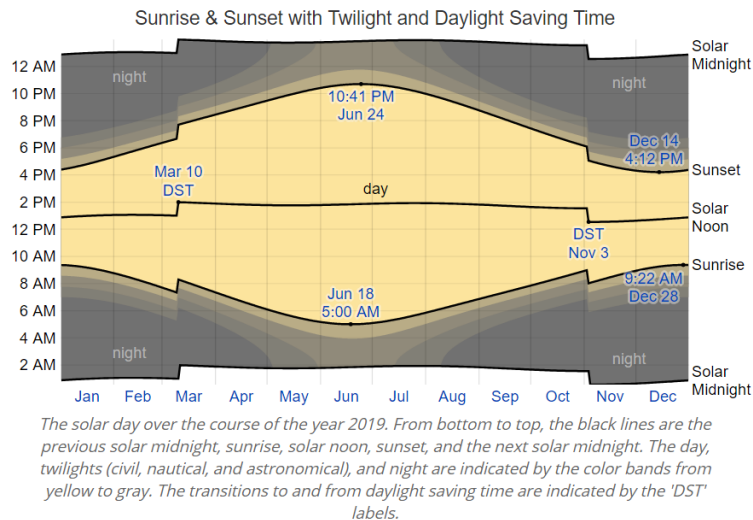 Sunrise & Sunset with Twilight and Daylight Saving Time
Solar
Midnight
12 AM
night
night
10 PM
10:41 PM
Jun 24
8 PM
6 PM
Dec 14
4:12 PM
4 PM
Sunset
Mar 10
DST
day
2 PM
Solar
Noon
12 PM
DST
Nov 3
10 AM
Sunrise
8 AM
9:22 AM
Dec 28
Jun 18
5:00 AM
6 AM
4 AM
night
night
2 AM
Solar
Midnight
Jan Feb Mar Apr May Jun Jul Aug Sep Oct Nov Dec
The solar day over the course of the year 2019. From bottom to top, the black lines are the
previous solar midnight, sunrise, solar noon, sunset, and the next solar midnight. The day,
twilights (civil, nautical, and astronomical), and night are indicated by the color bands from
yellow to gray. The transitions to and from daylight saving time are indicated by the 'DST'
labels.